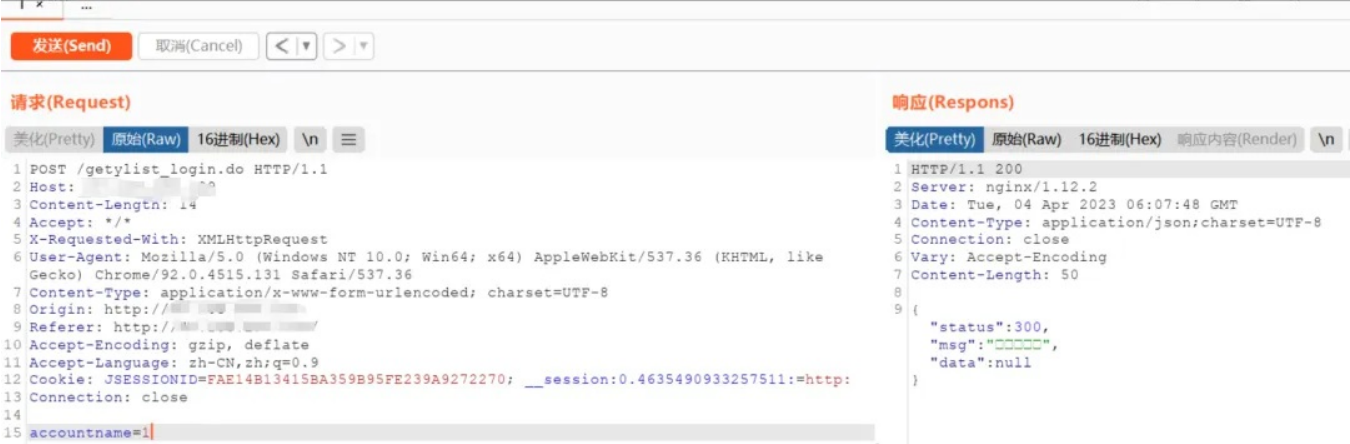 ...
发送(Send) 取消(Cancel) < ▼ > ▼
请求(Request)
美化(Pretty) 原始(Raw) 16进制(Hex) \n ☰
1 POST /getylist_login.do HTTP/1.1
2 Host:
3 Content-Length: 14
4 Accept: */*
5 X-Requested-With: XMLHttpRequest
6 User-Agent: Mozilla/5.0 (Windows NT 10.0; Win64; x64) AppleWebKit/537.36 (KHTML, like
Gecko) Chrome/92.0.4515.131 Safari/537.36
7 Content-Type: application/x-www-form-urlencoded; charset=UTF-8
8 Origin: http://
9 Referer: http://
10 Accept-Encoding: gzip, deflate
11 Accept-Language: zh-CN,zh;q=0.9
12 Cookie: JSESSIONID=FAE14B13415BA359B95FE239A9272270; __session:0.4635490933257511:=http:
13 Connection: close
14
15 accountname=1
响应(Respons)
美化(Pretty) 原始(Raw) 16进制(Hex) 响应内容(Render) \n
1 HTTP/1.1 200
2 Server: nginx/1.12.2
3 Date: Tue, 04 Apr 2023 06:07:48 GMT
4 Content-Type: application/json;charset=UTF-8
5 Connection: close
6 Vary: Accept-Encoding
7 Content-Length: 50
8
9 {
"status":300,
"msg":"□□□□□",
"data":null
}